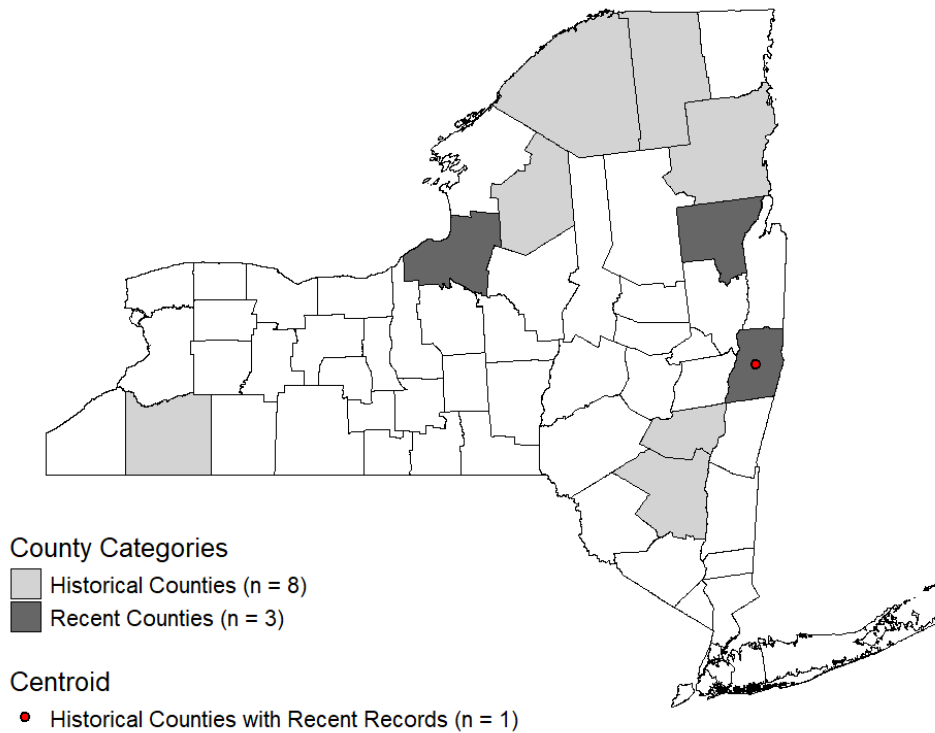 County Categories
Historical Counties (n = 8)
Recent Counties (n = 3)
Centroid
Historical Counties with Recent Records (n = 1)